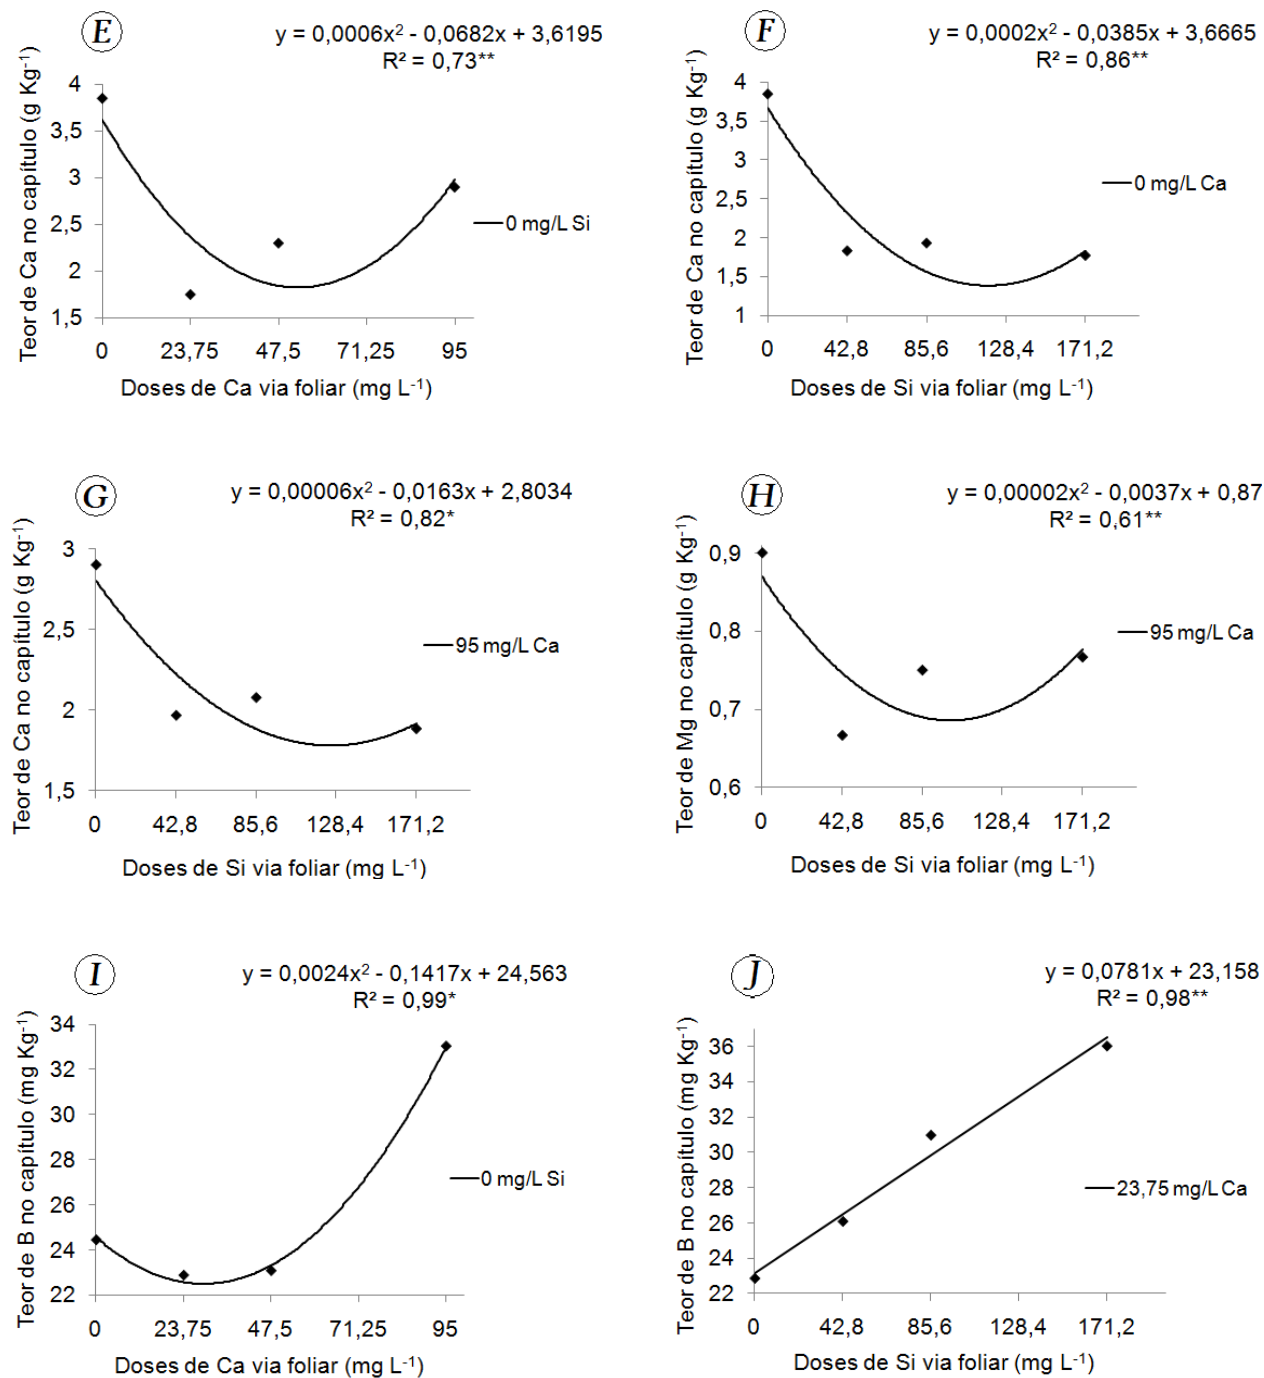 E
y = 0,0006x² - 0,0682x + 3,6195
R² = 0,73**
Teor de Ca no capítulo (g Kg⁻¹)
4
3,5
3
2,5
2
1,5
0 mg/L Si
0 23,75 47,5 71,25 95
Doses de Ca via foliar (mg L⁻¹)
F
y = 0,0002x² - 0,0385x + 3,6665
R² = 0,86**
Teor de Ca no capítulo (g Kg⁻¹)
4
3,5
3
2,5
2
1,5
1
0 mg/L Ca
0 42,8 85,6 128,4 171,2
Doses de Si via foliar (mg L⁻¹)
G
y = 0,00006x² - 0,0163x + 2,8034
R² = 0,82*
Teor de Ca no capítulo (g Kg⁻¹)
3
2,5
2
1,5
95 mg/L Ca
0 42,8 85,6 128,4 171,2
Doses de Si via foliar (mg L⁻¹)
H
y = 0,00002x² - 0,0037x + 0,87
R² = 0,61**
Teor de Mg no capítulo (g Kg⁻¹)
0,9
0,8
0,7
0,6
95 mg/L Ca
0 42,8 85,6 128,4 171,2
Doses de Si via foliar (mg L⁻¹)
I
y = 0,0024x² - 0,1417x + 24,563
R² = 0,99*
Teor de B no capítulo (mg Kg⁻¹)
34
32
30
28
26
24
22
0 mg/L Si
0 23,75 47,5 71,25 95
Doses de Ca via foliar (mg L⁻¹)
J
y = 0,0781x + 23,158
R² = 0,98**
Teor de B no capítulo (mg Kg⁻¹)
36
34
32
30
28
26
24
22
23,75 mg/L Ca
0 42,8 85,6 128,4 171,2
Doses de Si via foliar (mg L⁻¹)